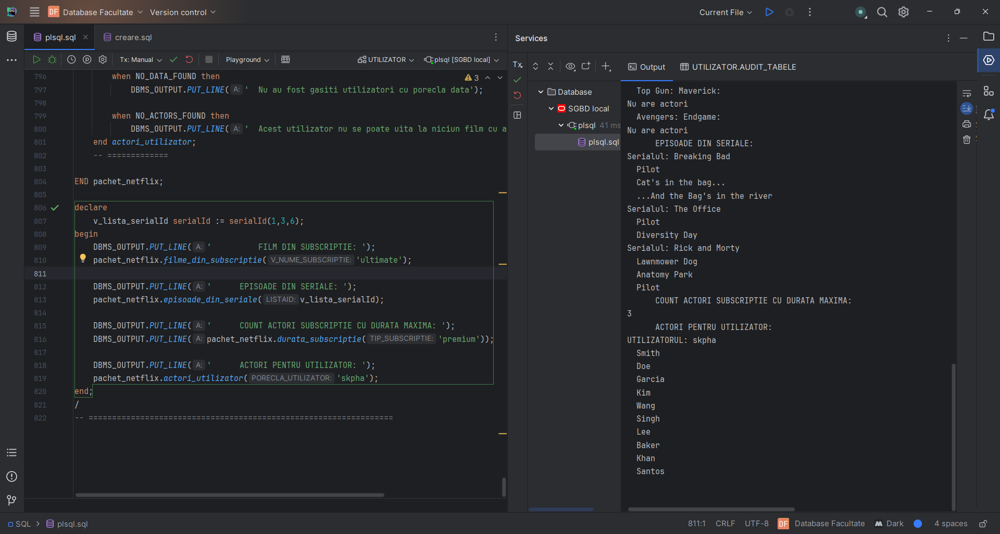 DF Database Facultate Version control Current File
plsql.sql creare.sql Services
Tx: Manual Playground UTILIZATOR plsql [SGBD local]
Tx Output UTILIZATOR.AUDIT_TABELE
3
796 when NO_DATA_FOUND then
797 DBMS_OUTPUT.PUT_LINE( A: ' Nu au fost gasiti utilizatori cu porecla data');
798
799 when NO_ACTORS_FOUND then
800 DBMS_OUTPUT.PUT_LINE( A: ' Acest utilizator nu se poate uita la niciun film cu a
801 end actori_utilizator;
802 -- =============
803
804 END pachet_netflix;
805
806 declare
807 v_lista_serialId serialId := serialId(1,3,6);
808 begin
809 DBMS_OUTPUT.PUT_LINE( A: ' FILM DIN SUBSCRIPTIE: ');
810 pachet_netflix.filme_din_subscriptie( V_NUME_SUBSCRIPTIE: 'ultimate');
811
812 DBMS_OUTPUT.PUT_LINE( A: ' EPISOADE DIN SERIALE: ');
813 pachet_netflix.episoade_din_seriale( LISTAID: v_lista_serialId);
814
815 DBMS_OUTPUT.PUT_LINE( A: ' COUNT ACTORI SUBSCRIPTIE CU DURATA MAXIMA: ');
816 DBMS_OUTPUT.PUT_LINE( A: pachet_netflix.durata_subscriptie( TIP_SUBSCRIPTIE: 'premium'));
817
818 DBMS_OUTPUT.PUT_LINE( A: ' ACTORI PENTRU UTILIZATOR: ');
819 pachet_netflix.actori_utilizator( PORECLA_UTILIZATOR: 'skpha');
820 end;
821 /
822 -- =================================================================
Database
SGBD local
plsql 41 ms
plsql.sql
Top Gun: Maverick:
Nu are actori
Avengers: Endgame:
Nu are actori
EPISOADE DIN SERIALE:
Serialul: Breaking Bad
Pilot
Cat's in the bag...
...And the Bag's in the river
Serialul: The Office
Pilot
Diversity Day
Serialul: Rick and Morty
Lawnmower Dog
Anatomy Park
Pilot
COUNT ACTORI SUBSCRIPTIE CU DURATA MAXIMA:
3
ACTORI PENTRU UTILIZATOR:
UTILIZATORUL: skpha
Smith
Doe
Garcia
Kim
Wang
Singh
Lee
Baker
Khan
Santos
SQL plsql.sql 811:1 CRLF UTF-8 DF Database Facultate Dark 4 spaces